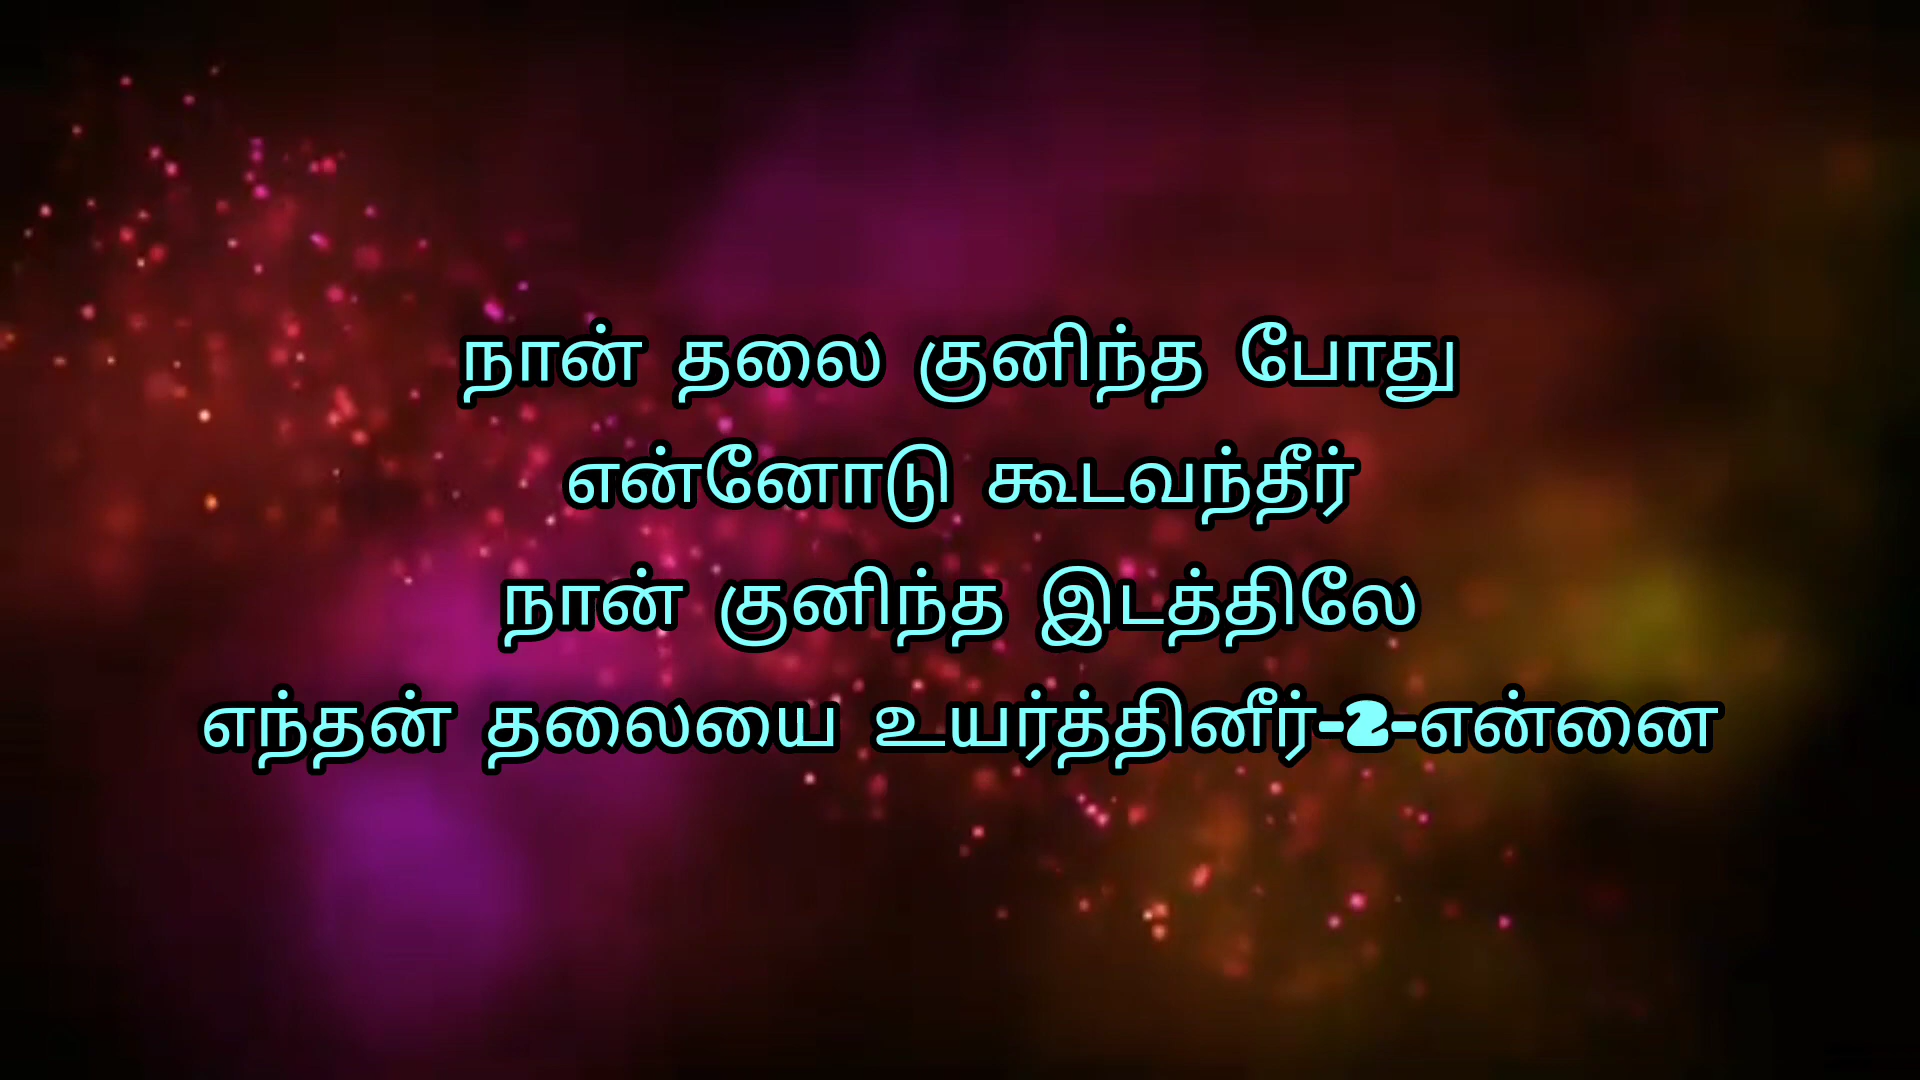 நான் தலை குனிந்த போது
என்னோடு கூடவந்தீர்
நான் குனிந்த இடத்திலே
எந்தன் தலையை உயர்த்தினீர்-2-என்னை